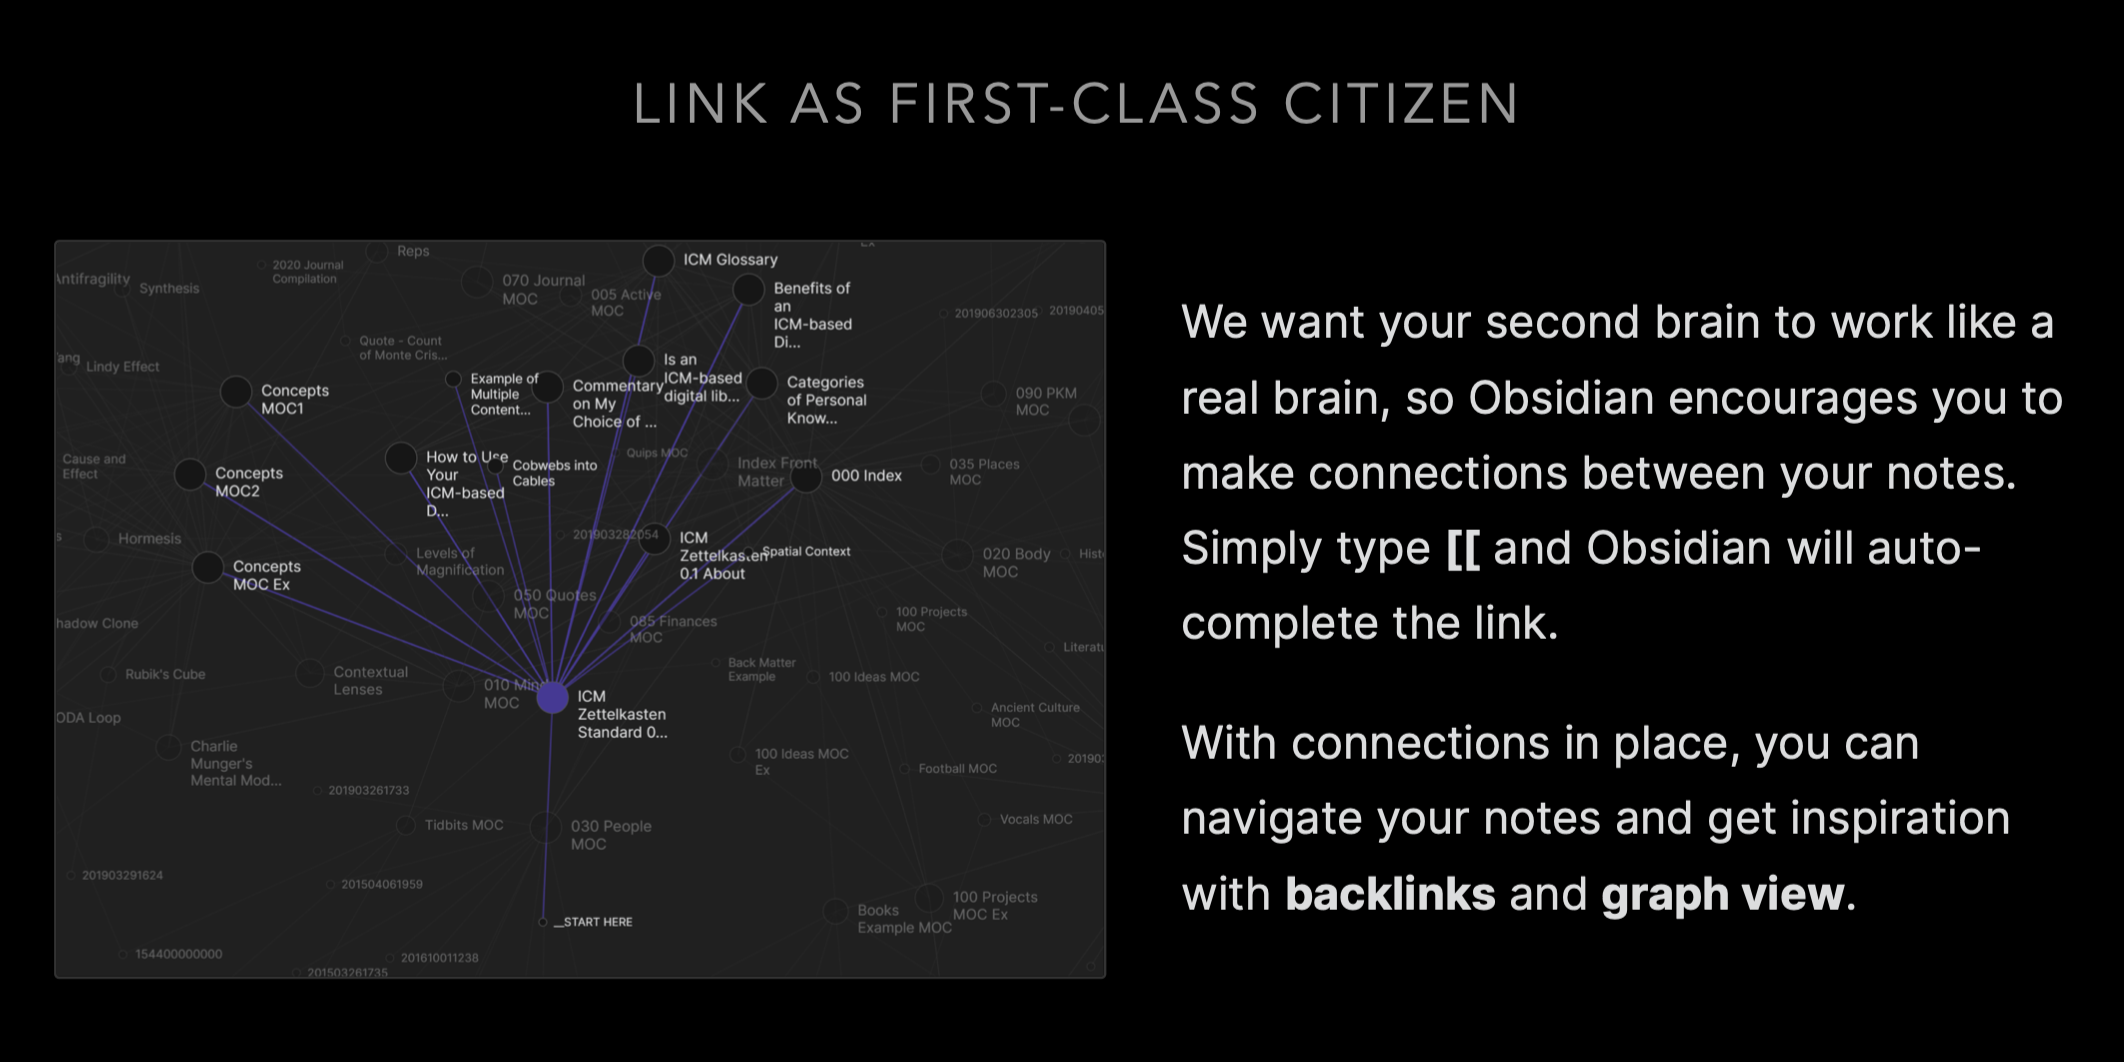 LINK AS FIRST-CLASS CITIZEN
Reps
2020 Journal
Compilation
Antifragility
Synthesis
070 Journal
MOC
005 Active
MOC
ICM Glossary
Benefits of
an
ICM-based
Di...
201906302305
20190405
Quote - Count
of Monte Cris...
Lindy Effect
Concepts
MOC1
Example of
Multiple
Content...
Commentary
on My
Choice of ...
Is an
ICM-based
digital lib...
Categories
of Personal
Know...
090 PKM
MOC
Cause and
Effect
Concepts
MOC2
How to Use
Your
ICM-based
D...
Cobwebs into
Cables
Quips MOC
Index Front
Matter
000 Index
035 Places
MOC
Hormesis
Concepts
MOC Ex
Levels of
Magnification
201903282054
ICM
Zettelkasten
0.1 About
Spatial Context
020 Body
MOC
Hist
050 Quotes
MOC
085 Finances
MOC
100 Projects
MOC
hadow Clone
Rubik's Cube
Contextual
Lenses
010 Mind
MOC
ICM
Zettelkasten
Standard 0...
Back Matter
Example
100 Ideas MOC
Literatu
Ancient Culture
MOC
ODA Loop
Charlie
Munger's
Mental Mod...
100 Ideas MOC
Ex
Football MOC
20190
201903261733
Tidbits MOC
030 People
MOC
Vocals MOC
201903291624
201504061959
__START HERE
Books
Example MOC
100 Projects
MOC Ex
154400000000
201503261735
201610011238
We want your second brain to work like a
real brain, so Obsidian encourages you to
make connections between your notes.
Simply type [[ and Obsidian will auto-
complete the link.
With connections in place, you can
navigate your notes and get inspiration
with backlinks and graph view.